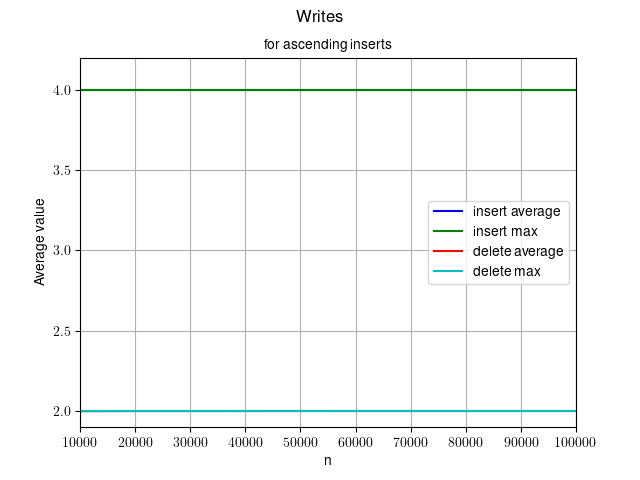 Writes
for ascending inserts
4.0
3.5
3.0
2.5
2.0
Average value
insert average
insert max
delete average
delete max
10000 20000 30000 40000 50000 60000 70000 80000 90000 100000
n